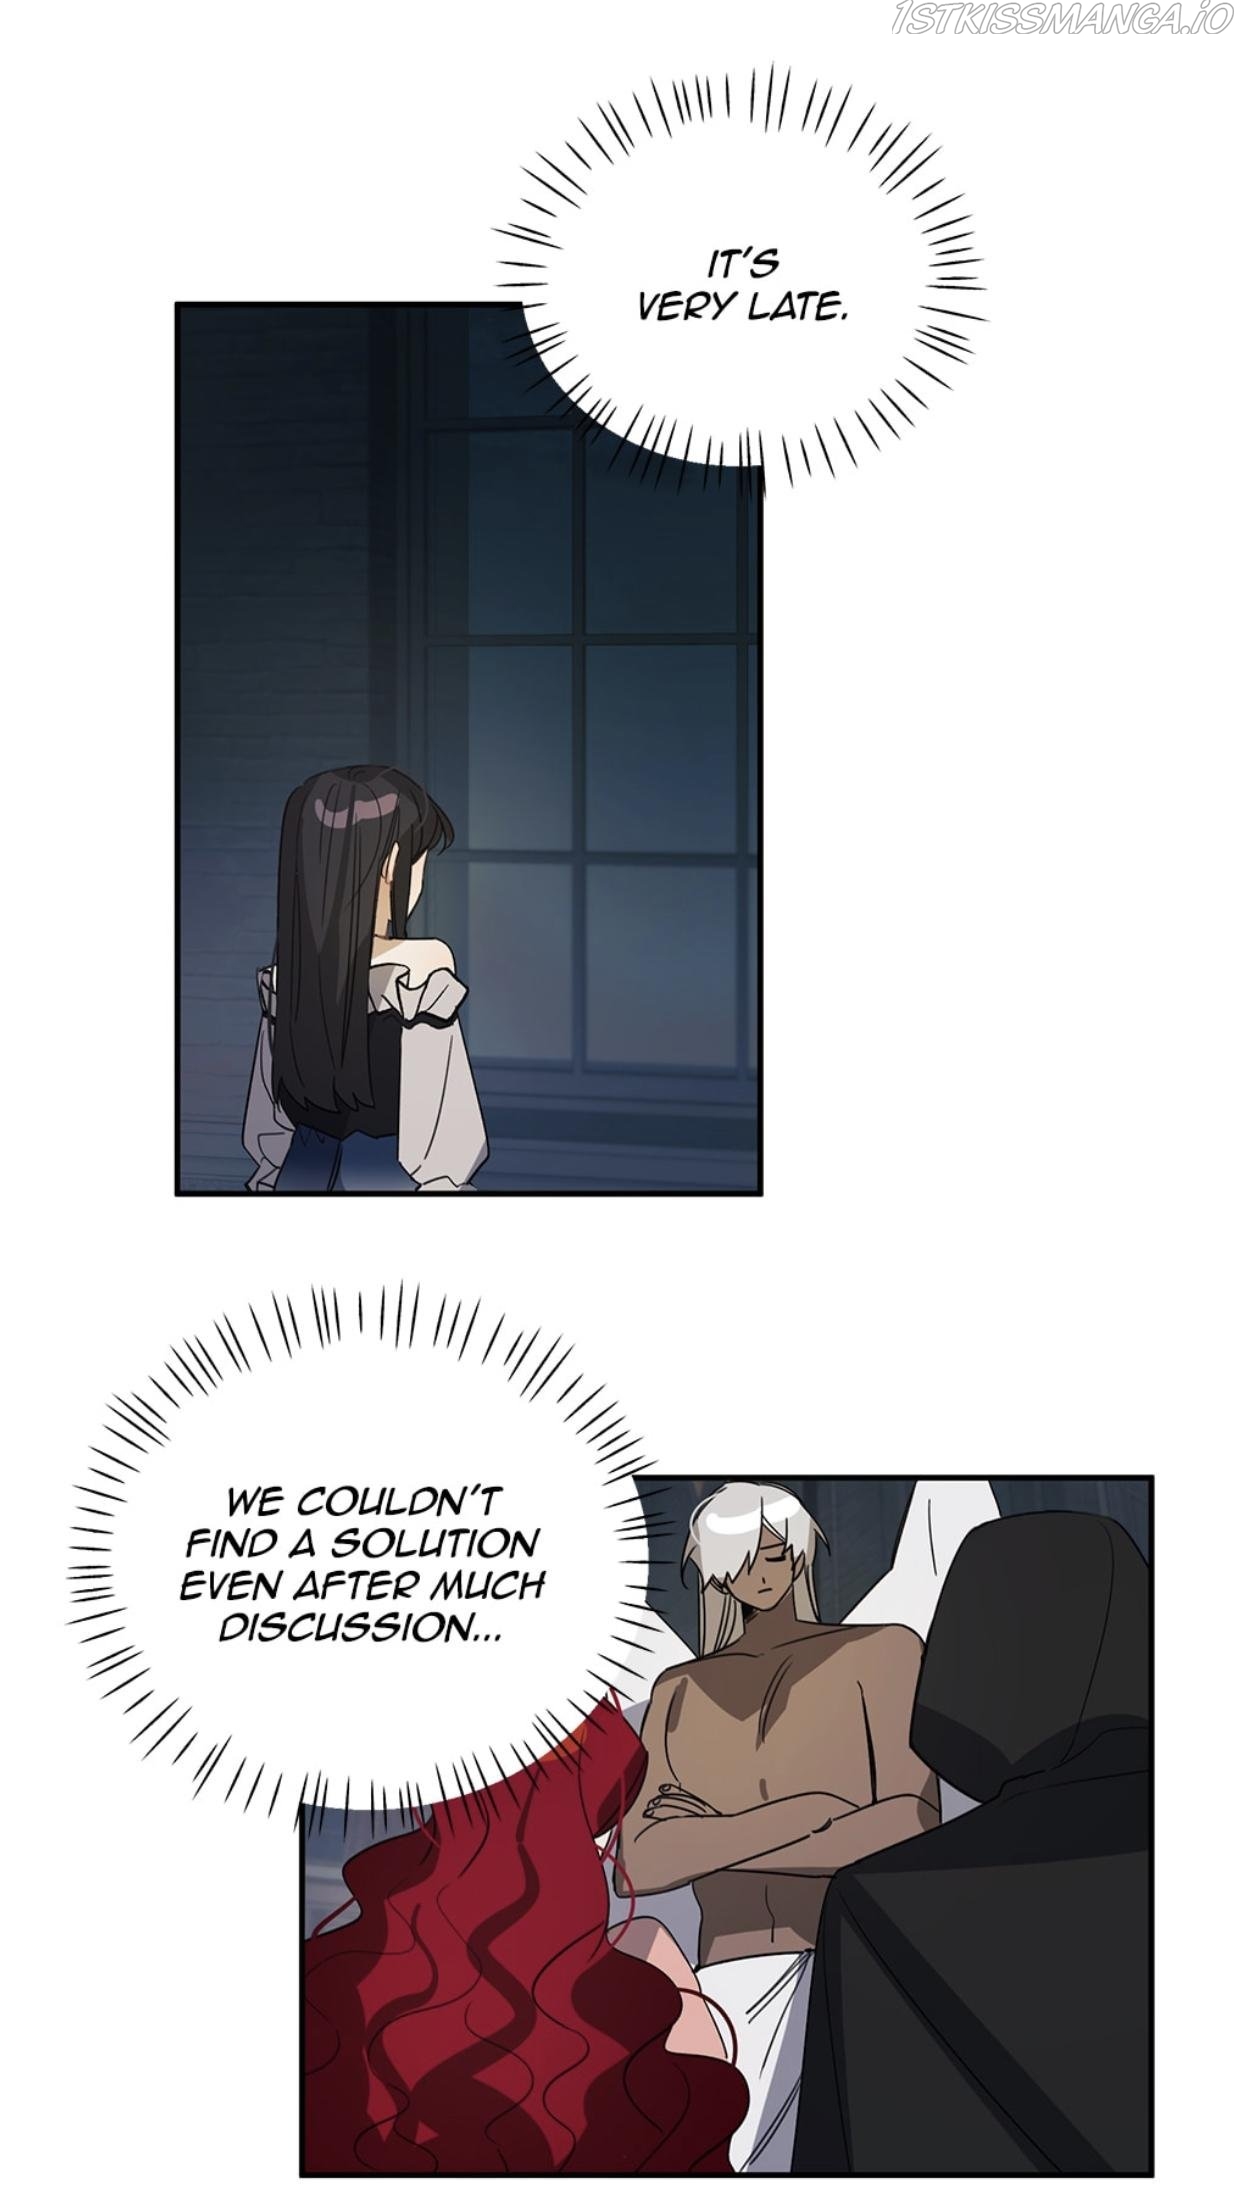 1STKISSMANGA.IO
IT'S
VERY LATE.
WE COULDN'T
FIND A SOLUTION
EVEN AFTER MUCH
DISCUSSION...